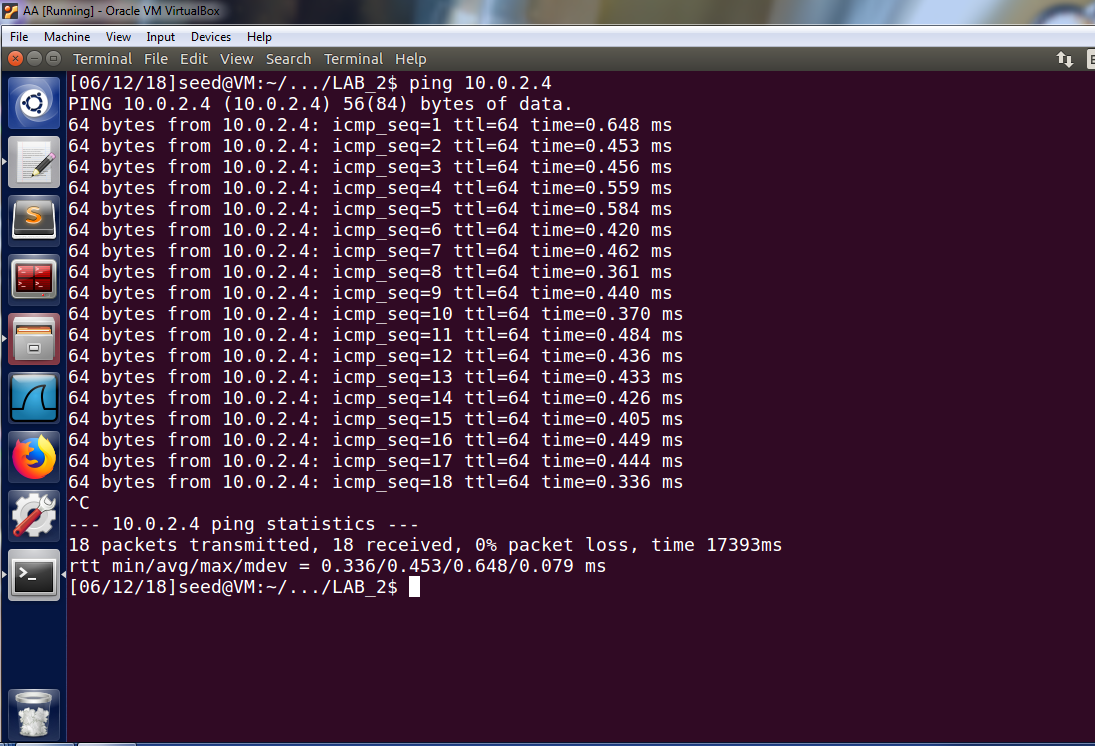 AA [Running] - Oracle VM VirtualBox
File Machine View Input Devices Help
Terminal File Edit View Search Terminal Help
[06/12/18]seed@VM:~/.../LAB_2$ ping 10.0.2.4
PING 10.0.2.4 (10.0.2.4) 56(84) bytes of data.
64 bytes from 10.0.2.4: icmp_seq=1 ttl=64 time=0.648 ms
64 bytes from 10.0.2.4: icmp_seq=2 ttl=64 time=0.453 ms
64 bytes from 10.0.2.4: icmp_seq=3 ttl=64 time=0.456 ms
64 bytes from 10.0.2.4: icmp_seq=4 ttl=64 time=0.559 ms
64 bytes from 10.0.2.4: icmp_seq=5 ttl=64 time=0.584 ms
64 bytes from 10.0.2.4: icmp_seq=6 ttl=64 time=0.420 ms
64 bytes from 10.0.2.4: icmp_seq=7 ttl=64 time=0.462 ms
64 bytes from 10.0.2.4: icmp_seq=8 ttl=64 time=0.361 ms
64 bytes from 10.0.2.4: icmp_seq=9 ttl=64 time=0.440 ms
64 bytes from 10.0.2.4: icmp_seq=10 ttl=64 time=0.370 ms
64 bytes from 10.0.2.4: icmp_seq=11 ttl=64 time=0.484 ms
64 bytes from 10.0.2.4: icmp_seq=12 ttl=64 time=0.436 ms
64 bytes from 10.0.2.4: icmp_seq=13 ttl=64 time=0.433 ms
64 bytes from 10.0.2.4: icmp_seq=14 ttl=64 time=0.426 ms
64 bytes from 10.0.2.4: icmp_seq=15 ttl=64 time=0.405 ms
64 bytes from 10.0.2.4: icmp_seq=16 ttl=64 time=0.449 ms
64 bytes from 10.0.2.4: icmp_seq=17 ttl=64 time=0.444 ms
64 bytes from 10.0.2.4: icmp_seq=18 ttl=64 time=0.336 ms
^C
--- 10.0.2.4 ping statistics ---
18 packets transmitted, 18 received, 0% packet loss, time 17393ms
rtt min/avg/max/mdev = 0.336/0.453/0.648/0.079 ms
[06/12/18]seed@VM:~/.../LAB_2$